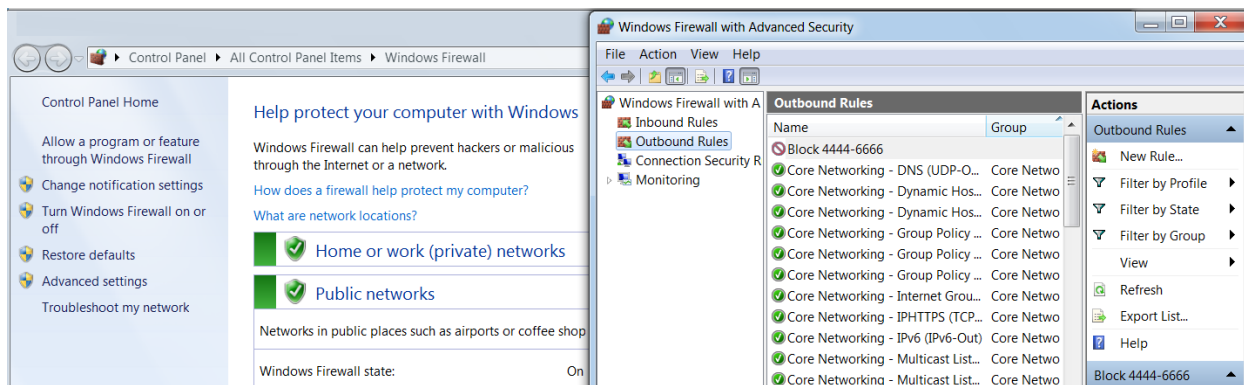 Control Panel
All Control Panel Items
Windows Firewall
Control Panel Home
Allow a program or feature
through Windows Firewall
Change notification settings
Turn Windows Firewall on or
off
Restore defaults
Advanced settings
Troubleshoot my network
Help protect your computer with Windows
Windows Firewall can help prevent hackers or malicious
through the Internet or a network.
How does a firewall help protect my computer?
What are network locations?
Home or work (private) networks
Public networks
Networks in public places such as airports or coffee shop
Windows Firewall state: On
Windows Firewall with Advanced Security
File Action View Help
Windows Firewall with A
Inbound Rules
Outbound Rules
Connection Security R
Monitoring
Outbound Rules
Name Group
Block 4444-6666
Core Networking - DNS (UDP-O... Core Netwo
Core Networking - Dynamic Hos... Core Netwo
Core Networking - Dynamic Hos... Core Netwo
Core Networking - Group Policy ... Core Netwo
Core Networking - Group Policy ... Core Netwo
Core Networking - Group Policy ... Core Netwo
Core Networking - Internet Grou... Core Netwo
Core Networking - IPHTTPS (TCP... Core Netwo
Core Networking - IPv6 (IPv6-Out) Core Netwo
Core Networking - Multicast List... Core Netwo
Core Networking - Multicast List... Core Netwo
Actions
Outbound Rules
New Rule...
Filter by Profile
Filter by State
Filter by Group
View
Refresh
Export List...
Help
Block 4444-6666